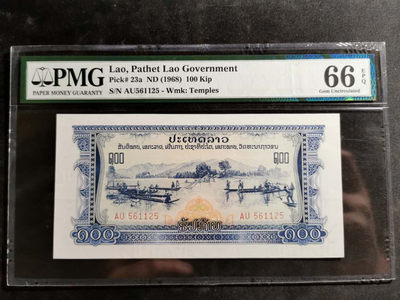 PMG
PAPER MONEY GUARANTY
Lao, Pathet Lao Government
Pick# 23a ND (1968) 100 Kip
S/N AU561125 - Wmk: Temples
66 EPQ
Gem Uncirculated
ປະເທດລາວ
໑໐໐ ໑໐໐
AU 561125 AU 561125
໑໐໐ ໑໐໐